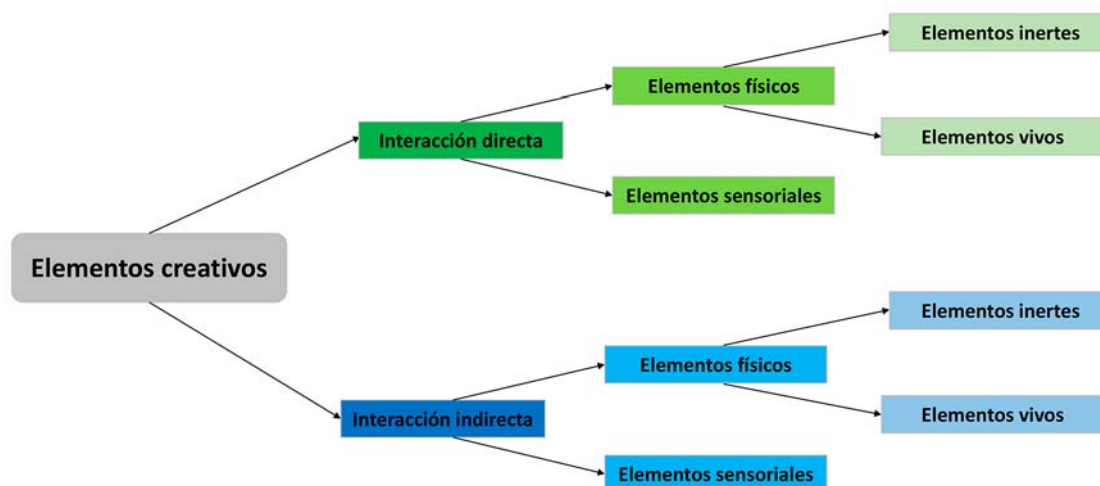 Elementos inertes
Elementos físicos
Elementos vivos
Interacción directa
Elementos sensoriales
Elementos creativos
Elementos inertes
Elementos físicos
Elementos vivos
Interacción indirecta
Elementos sensoriales